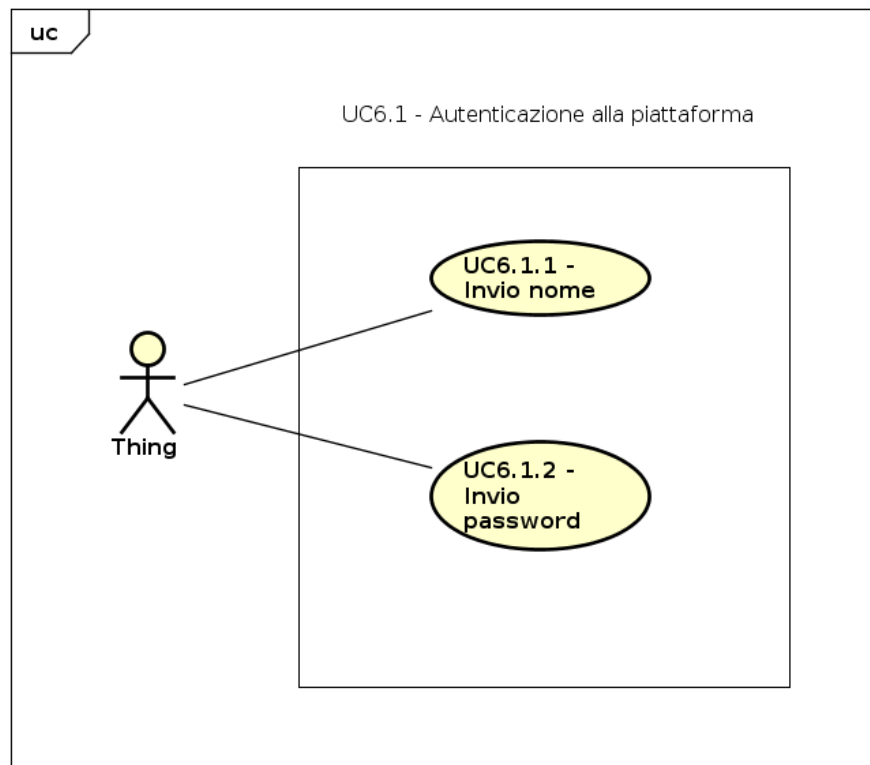 uc
UC6.1 - Autenticazione alla piattaforma
UC6.1.1 -
Invio nome
Thing
UC6.1.2 -
Invio
password